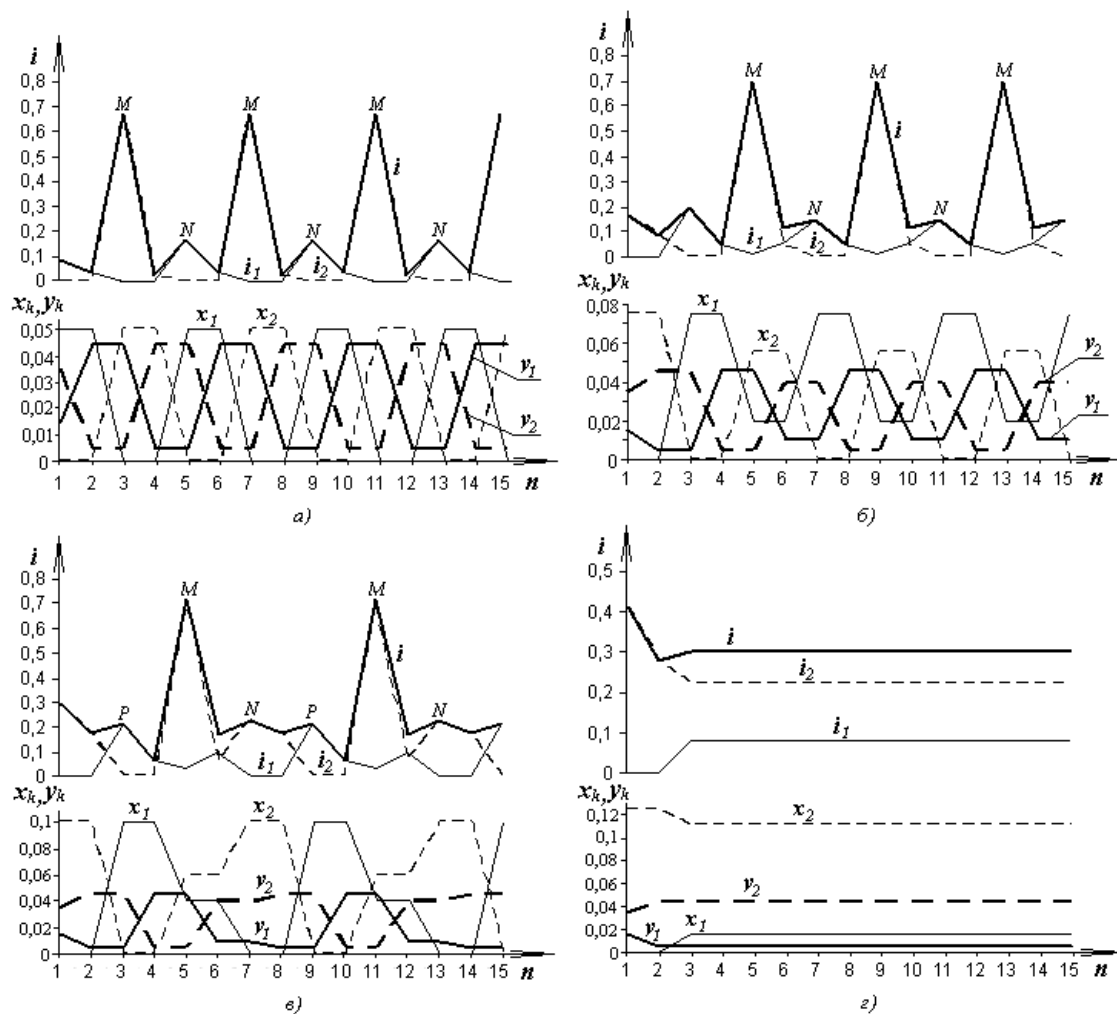 i
0,8
0,7
0,6
0,5
0,4
0,3
0,2
0,1
0
M M M
N N N
i
i₁ i₂
xₖ,yₖ
0,05
0,04
0,03
0,02
0,01
0
x₁ x₂
y₁
y₂
1 2 3 4 5 6 7 8 9 10 11 12 13 14 15
n
а)
i
0,8
0,7
0,6
0,5
0,4
0,3
0,2
0,1
0
M M M
i
N N
i₁ i₂
xₖ,yₖ
0,08
0,06
0,04
0,02
0
x₁
x₂
y₂
y₁
1 2 3 4 5 6 7 8 9 10 11 12 13 14 15
n
б)
i
0,8
0,7
0,6
0,5
0,4
0,3
0,2
0,1
0
M M
i
P N P N
i₁ i₂
xₖ,yₖ
0,1
0,08
0,06
0,04
0,02
0
x₁ x₂
y₂
y₁
1 2 3 4 5 6 7 8 9 10 11 12 13 14 15
n
в)
i
0,5
0,4
0,3
0,2
0,1
0
i
i₂
i₁
xₖ,yₖ
0,12
0,1
0,08
0,06
0,04
0,02
0
x₂
y₂
y₁ x₁
1 2 3 4 5 6 7 8 9 10 11 12 13 14 15
n
г)